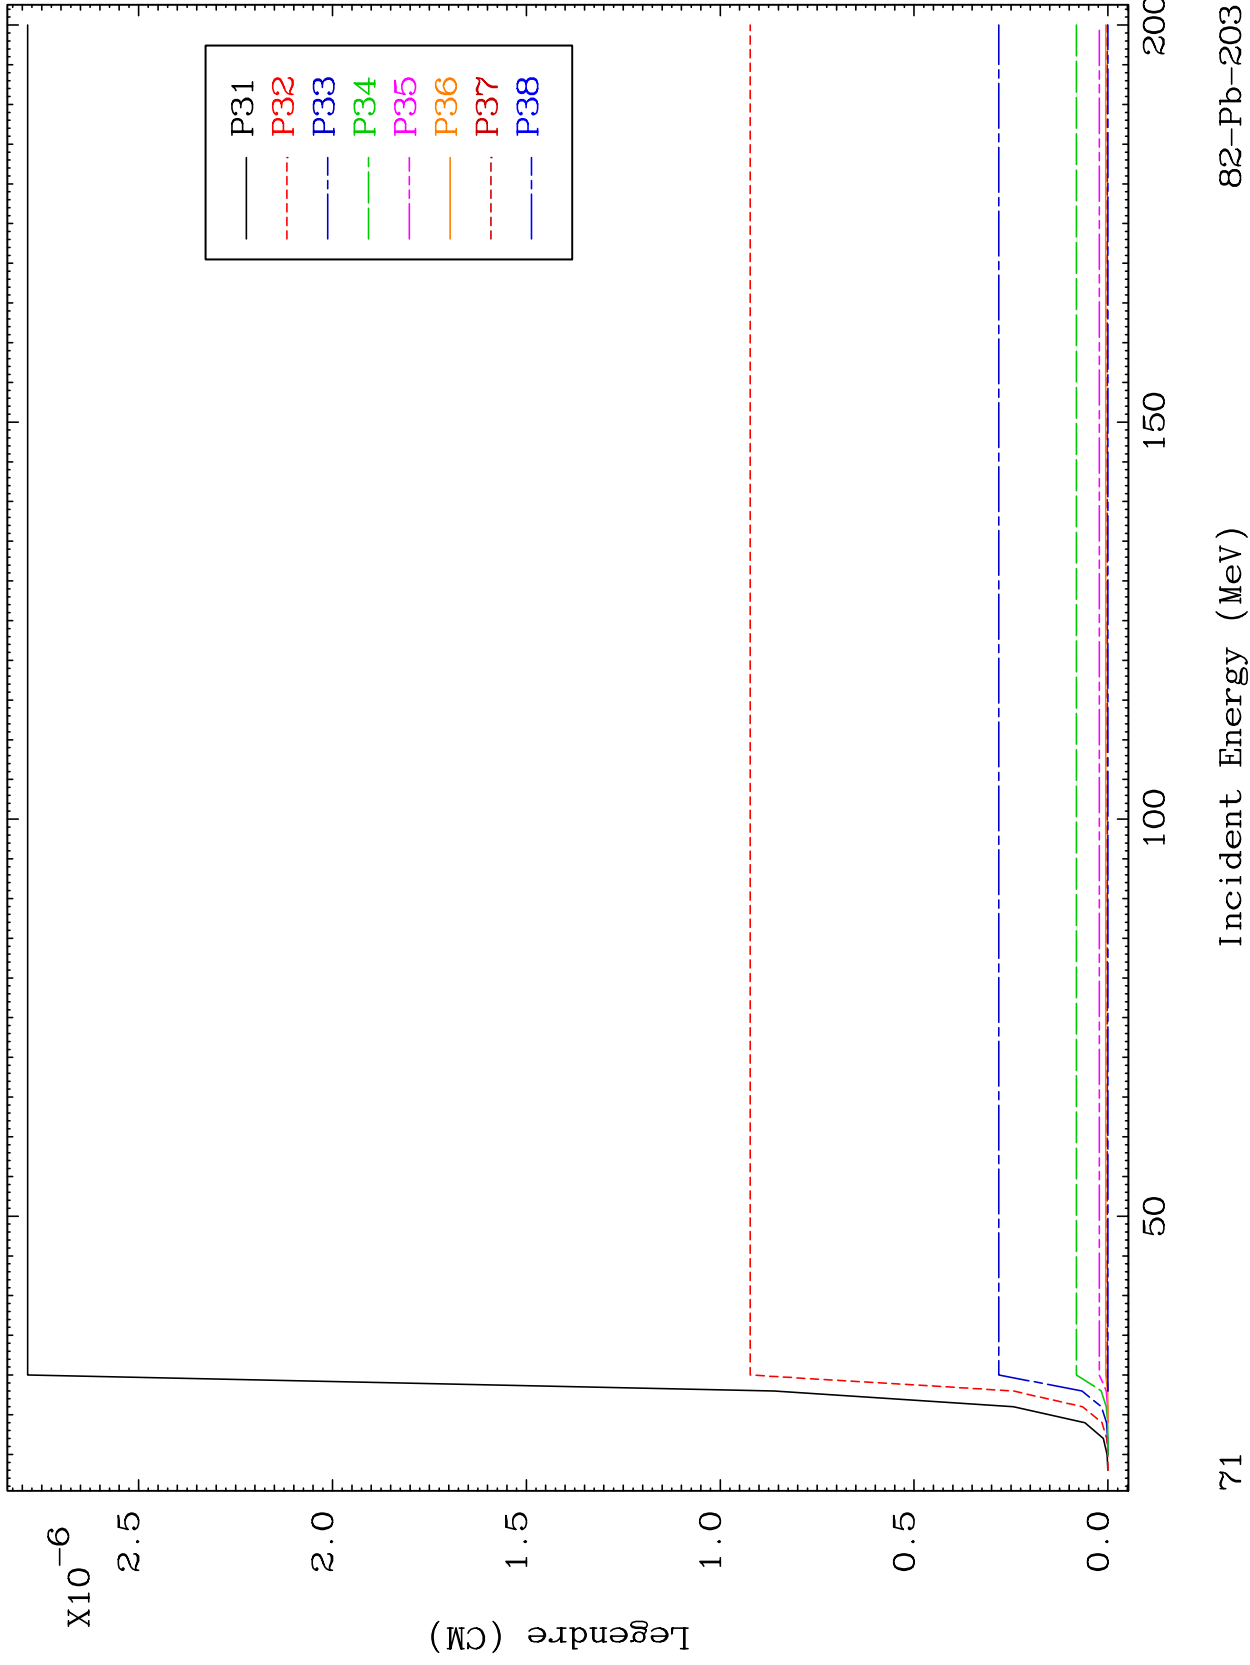 X10-6
2.5
2.0
1.5
1.0
0.5
0.0
Legendre (CM)
P31
P32
P33
P34
P35
P36
P37
P38
50
100
150
200
Incident Energy (MeV)
71
82-Pb-203